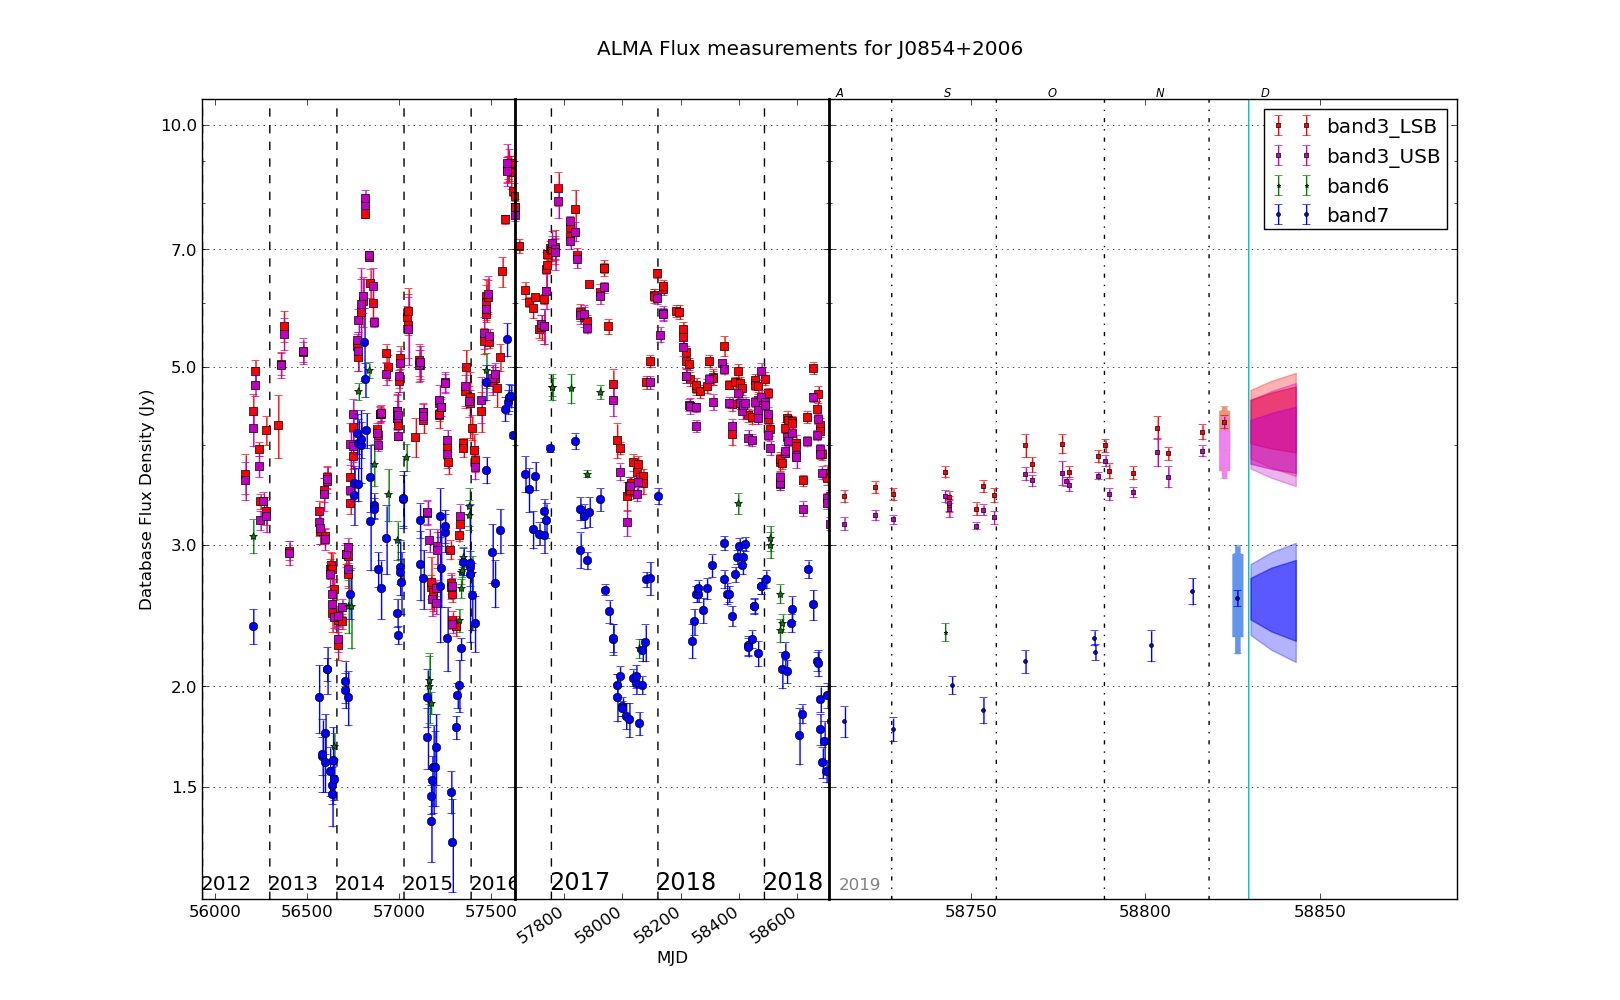 ALMA Flux measurements for J0854+2006
A S O N D
10.0
7.0
5.0
3.0
2.0
1.5
Database Flux Density (Jy)
band3_LSB
band3_USB
band6
band7
2012 2013 2014 2015 2016 2017 2018 2018 2019
56000 56500 57000 57500 57800 58000 58200 58400 58600 58750 58800 58850
MJD